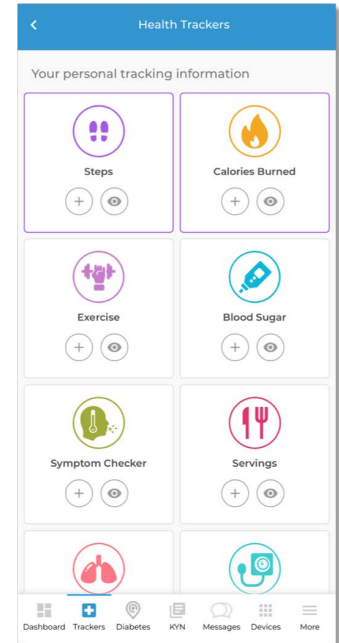 Health Trackers
Your personal tracking information
Steps
Calories Burned
Exercise
Blood Sugar
Symptom Checker
Servings
Dashboard Trackers Diabetes KYN Messages Devices More